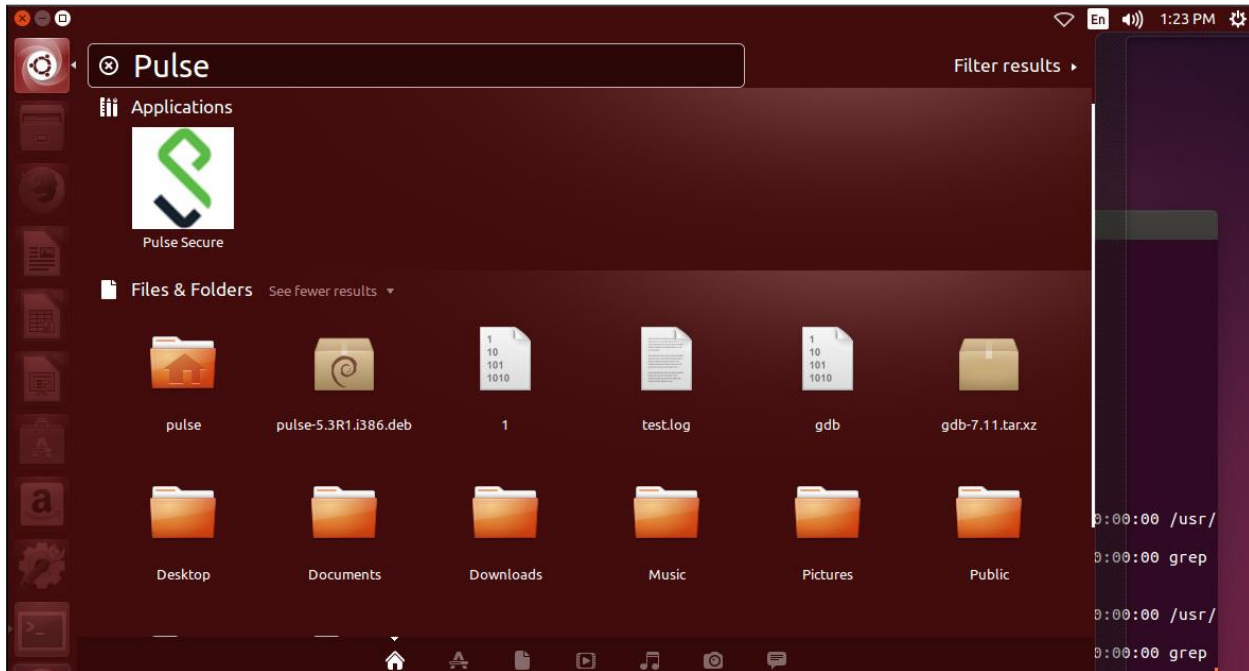 En 1:23 PM
Pulse
Filter results
Applications
Pulse Secure
Files & Folders See fewer results
1
10
101
1010
1
10
101
1010
pulse pulse-5.3R1.i386.deb 1 test.log gdb gdb-7.11.tar.xz
Desktop Documents Downloads Music Pictures Public
0:00:00 /usr/
0:00:00 grep
0:00:00 /usr/
0:00:00 grep
a
>_